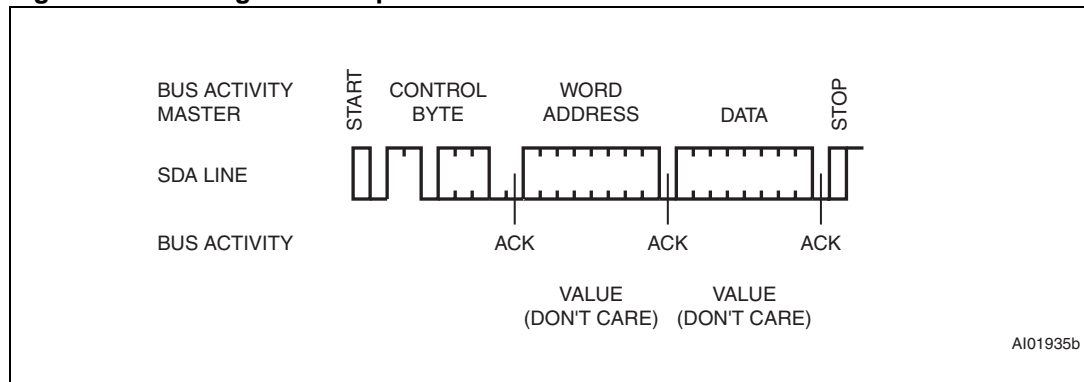 BUS ACTIVITY
MASTER
START
CONTROL
BYTE
WORD
ADDRESS
DATA
STOP
SDA LINE
BUS ACTIVITY
ACK
ACK
ACK
VALUE
(DON'T CARE)
VALUE
(DON'T CARE)
AI01935b